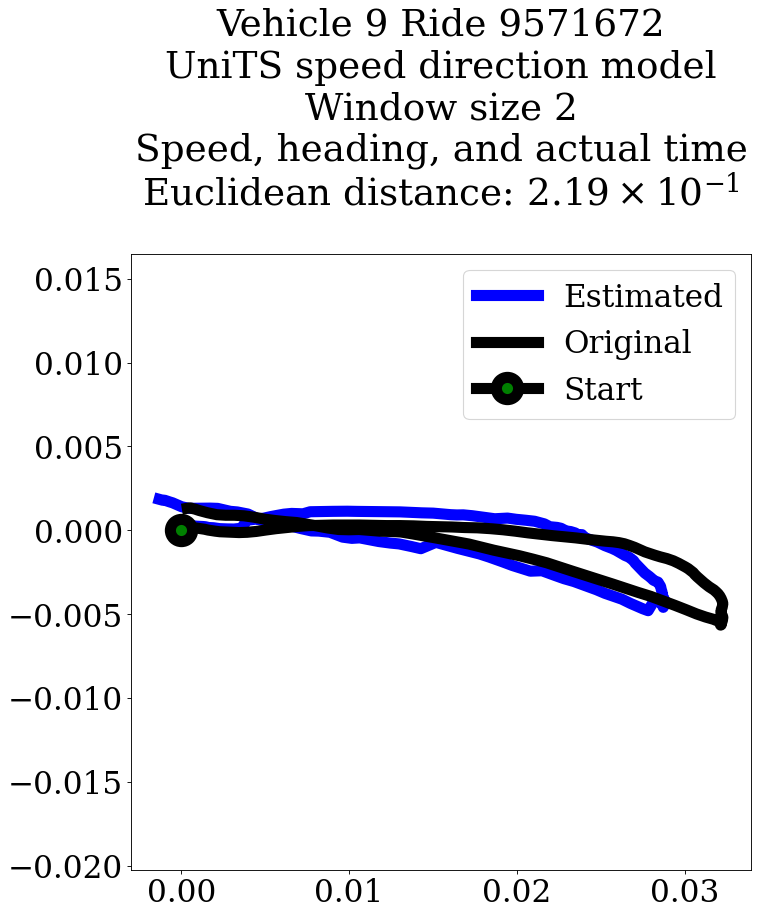 Vehicle 9 Ride 9571672
UniTS speed direction model
Window size 2
Speed, heading, and actual time
Euclidean distance: 2.19 × 10⁻¹
Estimated
Original
Start
0.015
0.010
0.005
0.000
−0.005
−0.010
−0.015
−0.020
0.00 0.01 0.02 0.03